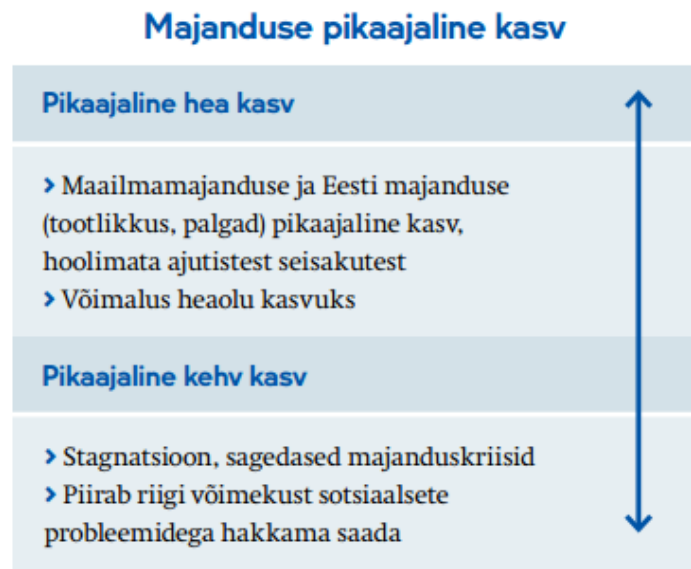 Majanduse pikaajaline kasv
Pikaajaline hea kasv
> Maailmamajanduse ja Eesti majanduse
(tootlikkus, palgad) pikaajaline kasv,
hoolimata ajutistest seisakutest
> Võimalus heaolu kasvuks
Pikaajaline kehv kasv
> Stagnatsioon, sagedased majanduskriisid
> Piirab riigi võimekust sotsiaalsete
probleemidega hakkama saada